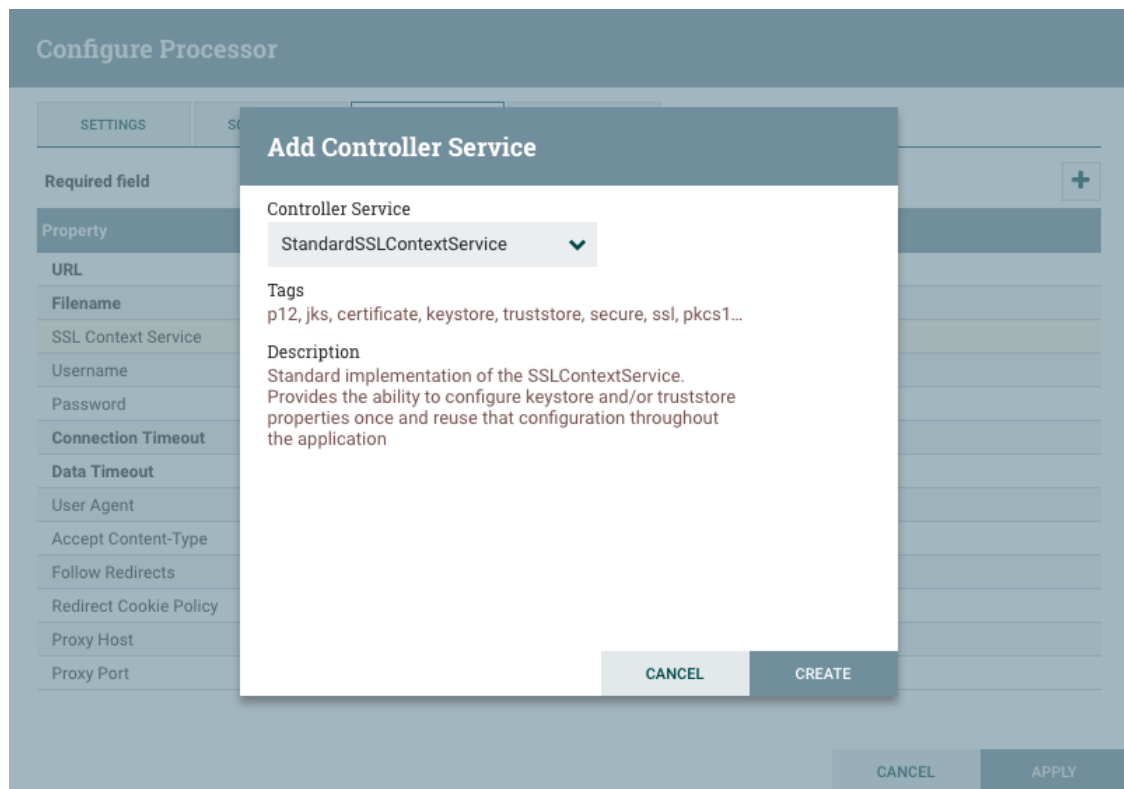 Configure Processor
SETTINGS
Add Controller Service
Required field
Controller Service
Property
StandardSSLContextService
URL
Tags
Filename
p12, jks, certificate, keystore, truststore, secure, ssl, pkcs1...
SSL Context Service
Description
Username
Standard implementation of the SSLContextService.
Provides the ability to configure keystore and/or truststore
Password
properties once and reuse that configuration throughout
Connection Timeout
the application
Data Timeout
User Agent
Accept Content-Type
Follow Redirects
Redirect Cookie Policy
Proxy Host
Proxy Port
CANCEL
CREATE
CANCEL
APPLY